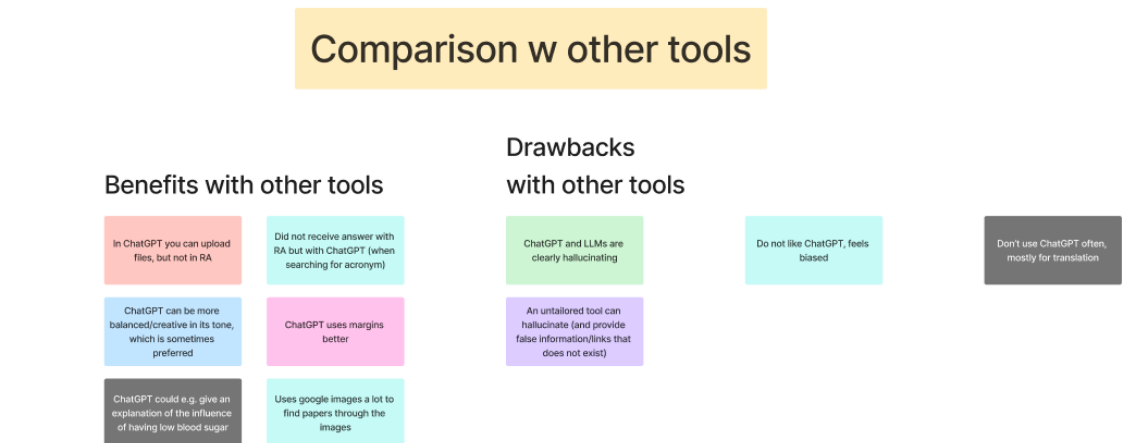 Comparison w other tools
Benefits with other tools
In ChatGPT you can upload
files, but not in RA
Did not receive answer with
RA but with ChatGPT (when
searching for acronym)
ChatGPT can be more
balanced/creative in its tone,
which is sometimes
preferred
ChatGPT uses margins
better
ChatGPT could e.g. give an
explanation of the influence
of having low blood sugar
Uses google images a lot to
find papers through the
images
Drawbacks
with other tools
ChatGPT and LLMs are
clearly hallucinating
Do not like ChatGPT, feels
biased
Don't use ChatGPT often,
mostly for translation
An untailored tool can
hallucinate (and provide
false information/links that
does not exist)